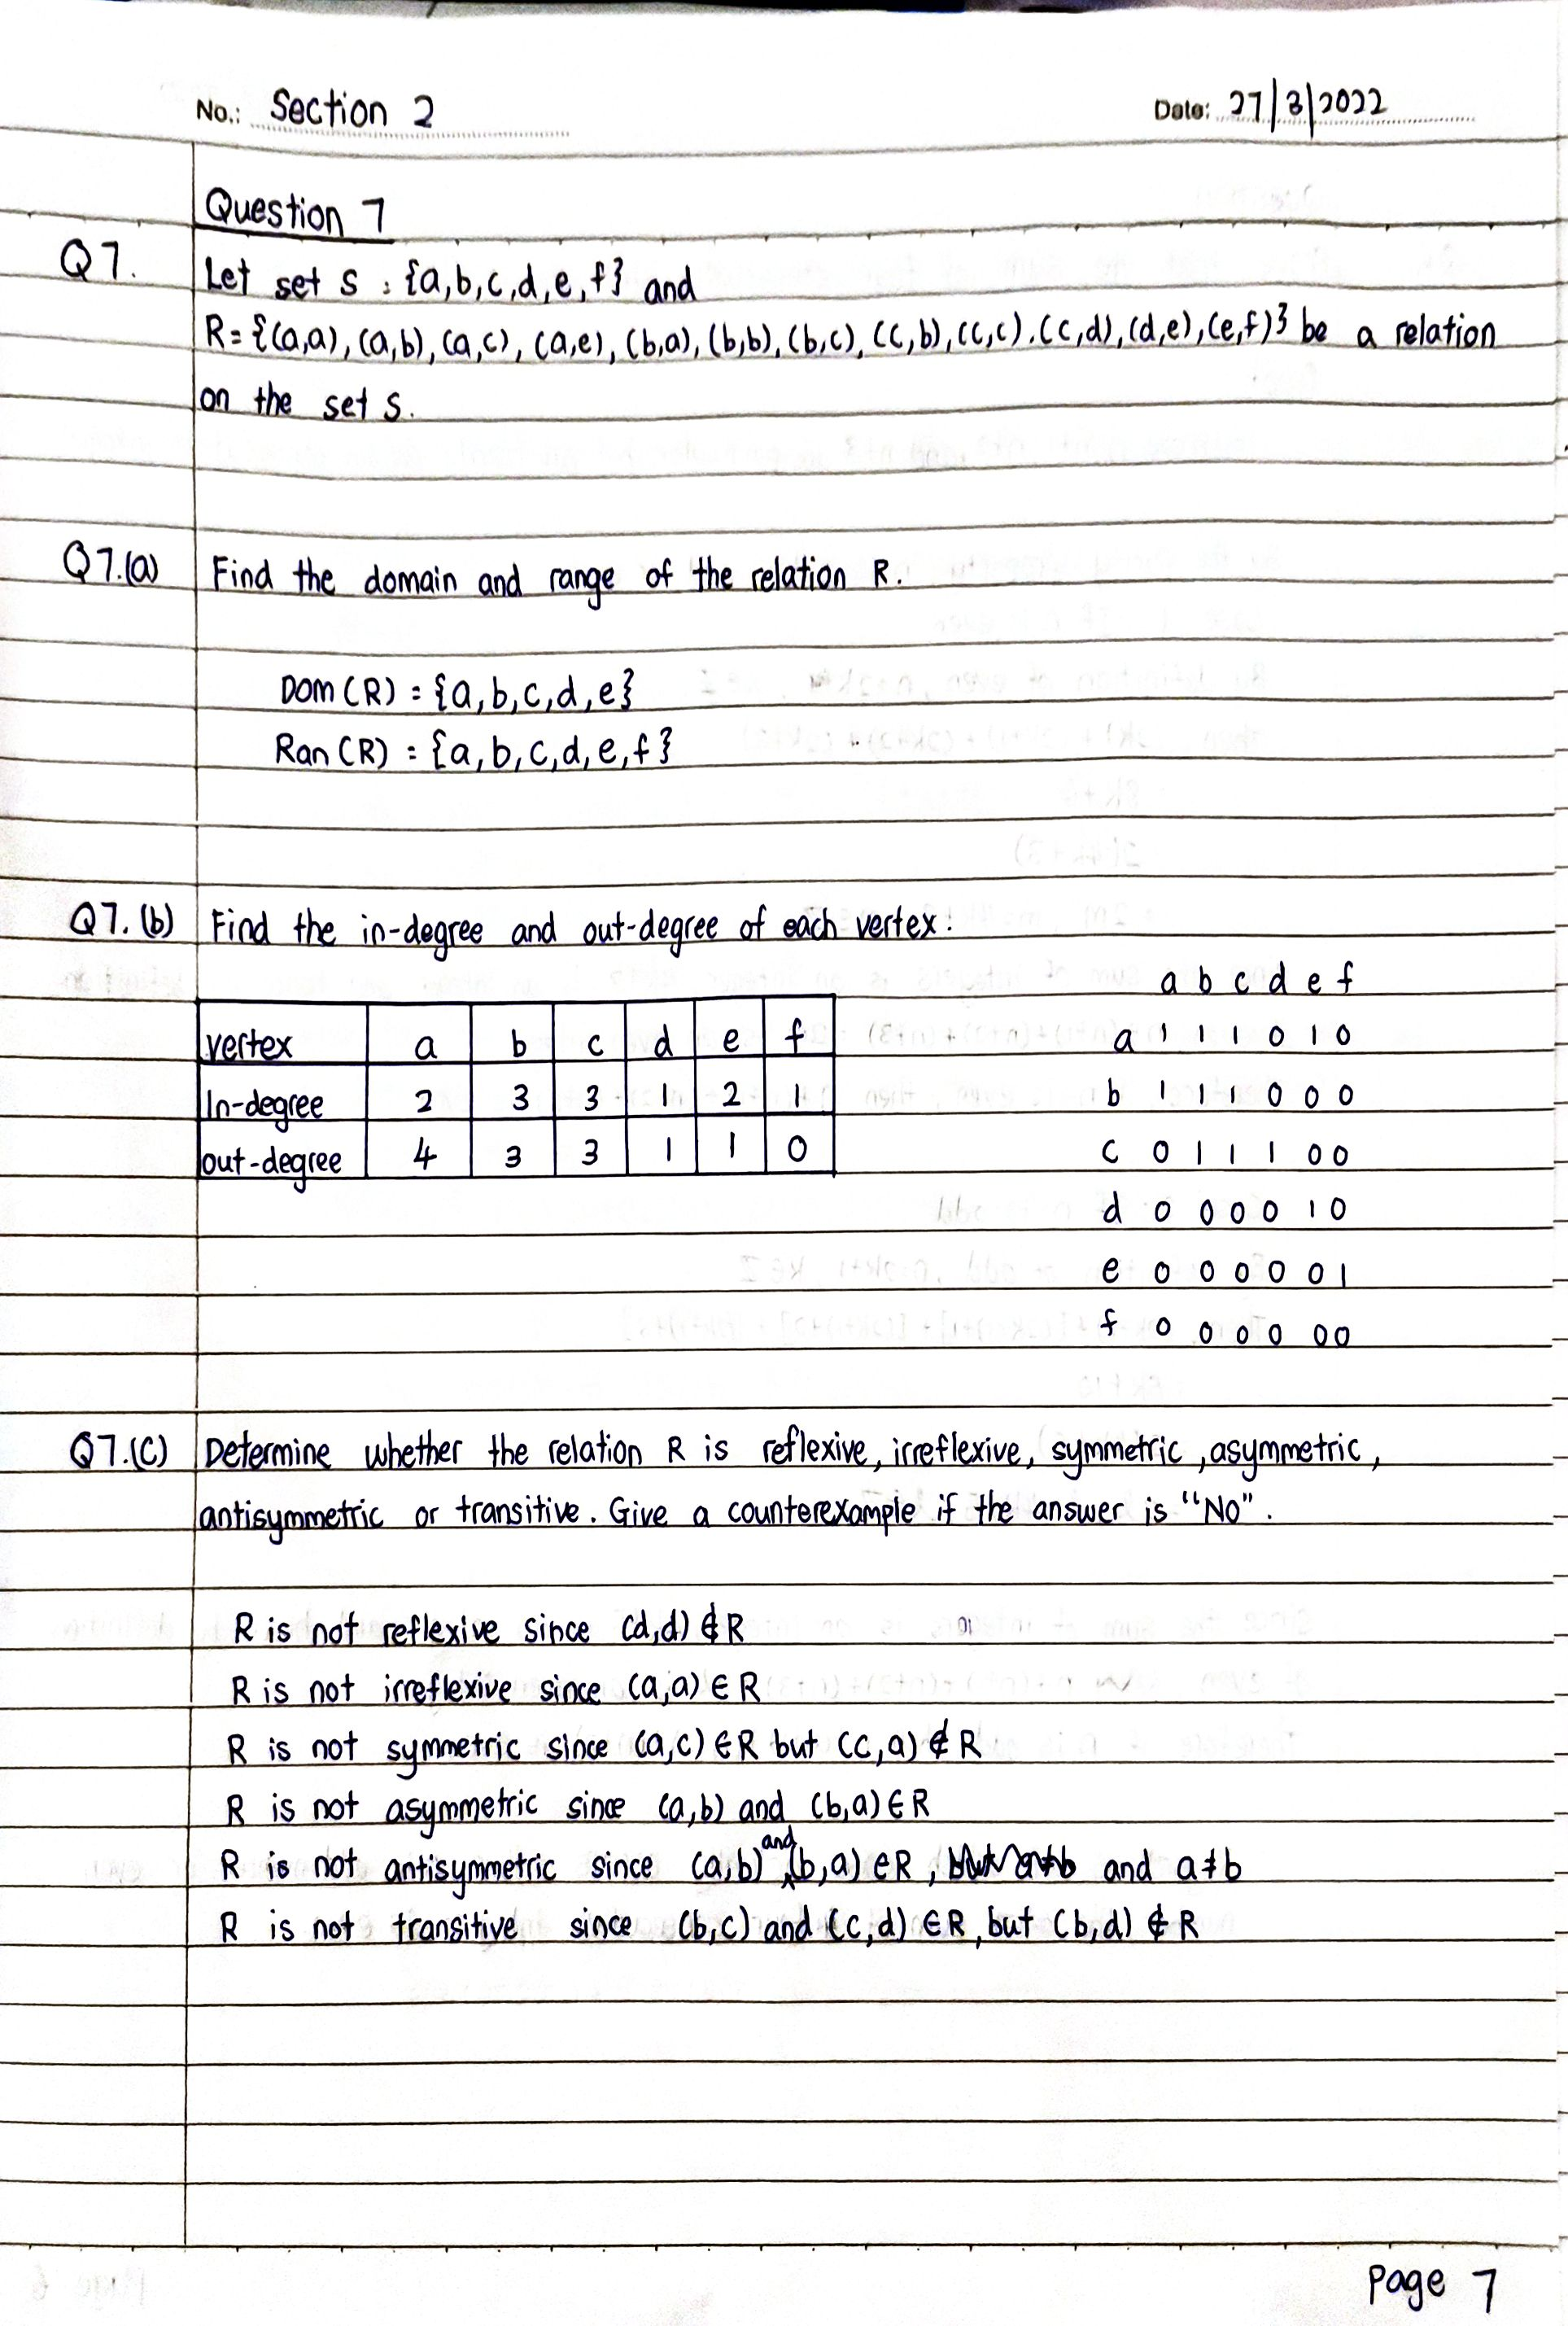 No.: Section 2 Date: 27/3/2022
Question 7
Q7. Let set S = {a,b,c,d,e,f} and
R = {(a,a), (a,b), (a,c), (a,e), (b,a), (b,b), (b,c), (c,b), (c,c), (c,d), (d,e), (e,f)} be a relation
on the set S.
Q7.(a) Find the domain and range of the relation R.
Dom (R) = {a,b,c,d,e}
Ran (R) = {a,b,c,d,e,f}
Q7. (b) Find the in-degree and out-degree of each vertex.
a b c d e f
vertex a b c d e f
a 1 1 1 0 1 0
In-degree 2 3 3 1 2 1
b 1 1 1 0 0 0
out-degree 4 3 3 1 1 0
c 0 1 1 1 0 0
d 0 0 0 0 1 0
e 0 0 0 0 0 1
f 0 0 0 0 0 0
Q7.(c) Determine whether the relation R is reflexive, irreflexive, symmetric, asymmetric,
antisymmetric or transitive. Give a counterexample if the answer is "No".
R is not reflexive since (d,d) ∉ R
R is not irreflexive since (a,a) ∈ R
R is not symmetric since (a,c) ∈ R but (c,a) ∉ R
R is not asymmetric since (a,b) and (b,a) ∈ R
R is not antisymmetric since (a,b) and (b,a) ∈ R, and a≠b
R is not transitive since (b,c) and (c,d) ∈ R, but (b,d) ∉ R
Page 7